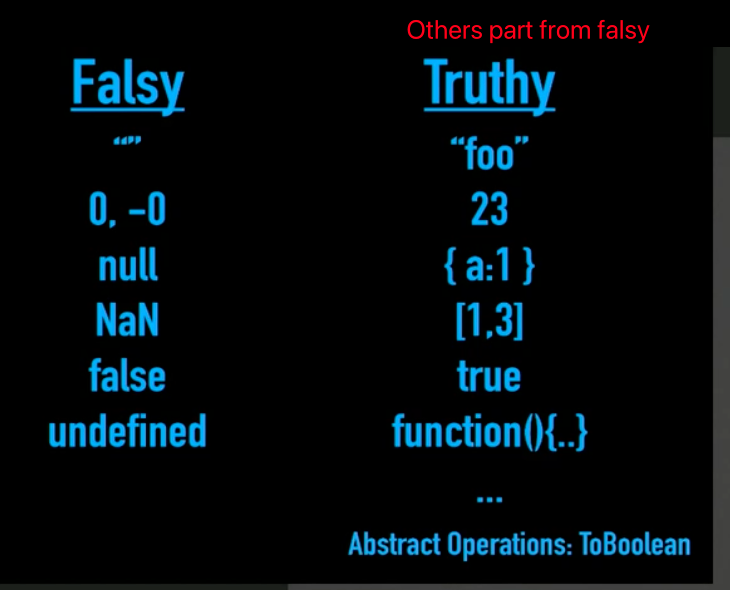 Others part from falsy
Falsy Truthy
“” “foo”
0, -0 23
null { a:1 }
NaN [1,3]
false true
undefined function(){..}
...
Abstract Operations: ToBoolean